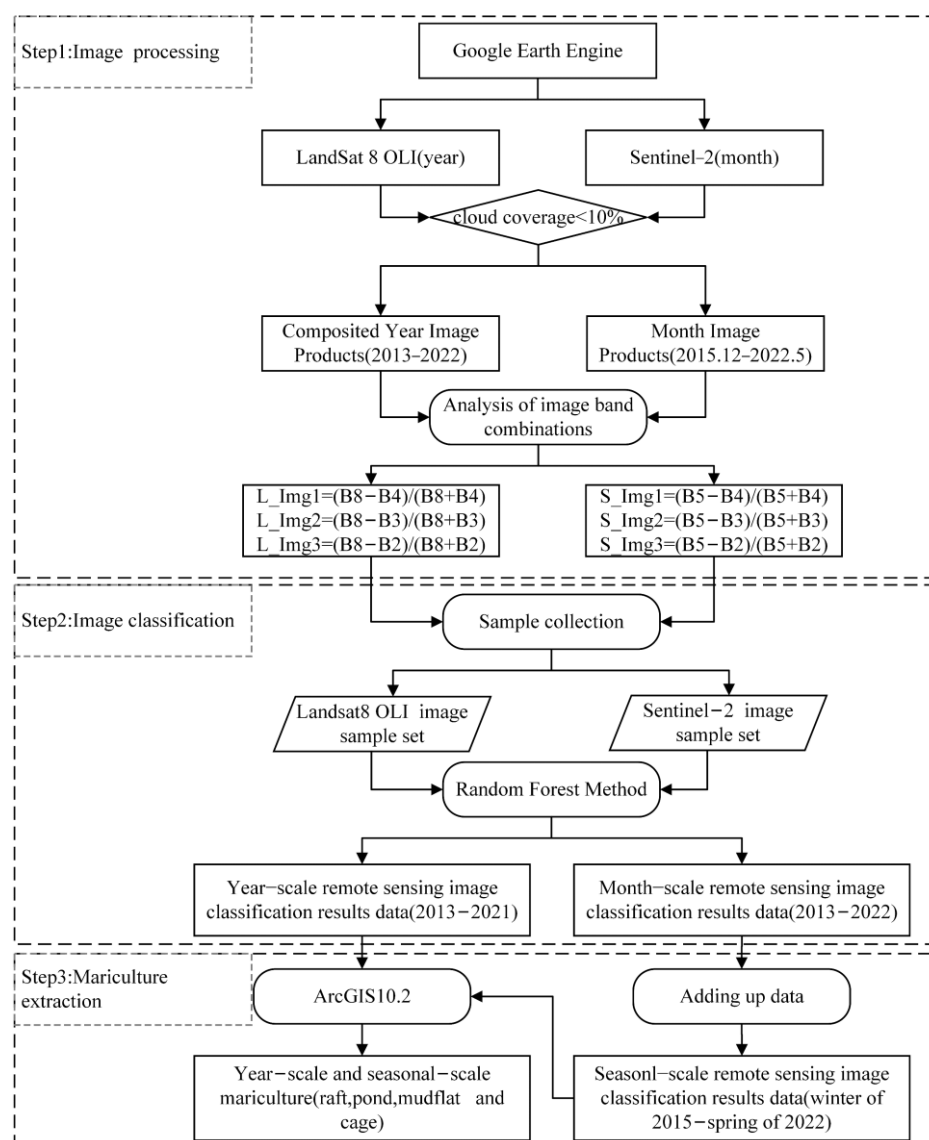 Step1:Image processing
Google Earth Engine
LandSat 8 OLI(year)
Sentinel-2(month)
cloud coverage<10%
Composited Year Image
Products(2013-2022)
Month Image
Products(2015.12-2022.5)
Analysis of image band
combinations
L_Img1=(B8-B4)/(B8+B4)
L_Img2=(B8-B3)/(B8+B3)
L_Img3=(B8-B2)/(B8+B2)
S_Img1=(B5-B4)/(B5+B4)
S_Img2=(B5-B3)/(B5+B3)
S_Img3=(B5-B2)/(B5+B2)
Step2:Image classification
Sample collection
Landsat8 OLI image
sample set
Sentinel-2 image
sample set
Random Forest Method
Year-scale remote sensing image
classification results data(2013-2021)
Month-scale remote sensing image
classification results data(2013-2022)
Step3:Mariculture
extraction
ArcGIS10.2
Adding up data
Year-scale and seasonal-scale
mariculture(raft,pond,mudflat and
cage)
Seasonl-scale remote sensing image
classification results data(winter of
2015-spring of 2022)